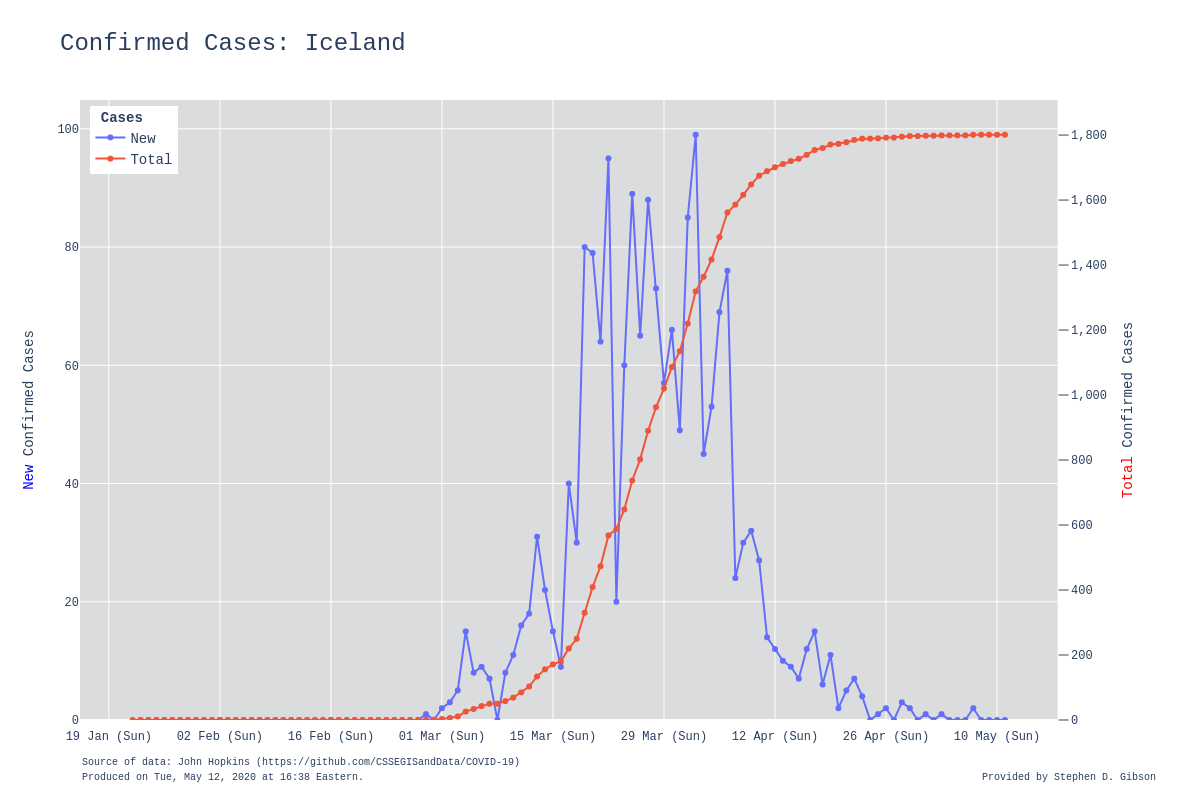 Confirmed Cases: Iceland
Cases
New
Total
100
80
60
40
20
0
1,800
1,600
1,400
1,200
1,000
800
600
400
200
0
New Confirmed Cases
Total Confirmed Cases
19 Jan (Sun) 02 Feb (Sun) 16 Feb (Sun) 01 Mar (Sun) 15 Mar (Sun) 29 Mar (Sun) 12 Apr (Sun) 26 Apr (Sun) 10 May (Sun)
Source of data: John Hopkins (https://github.com/CSSEGISandData/COVID-19)
Produced on Tue, May 12, 2020 at 16:38 Eastern.
Provided by Stephen D. Gibson